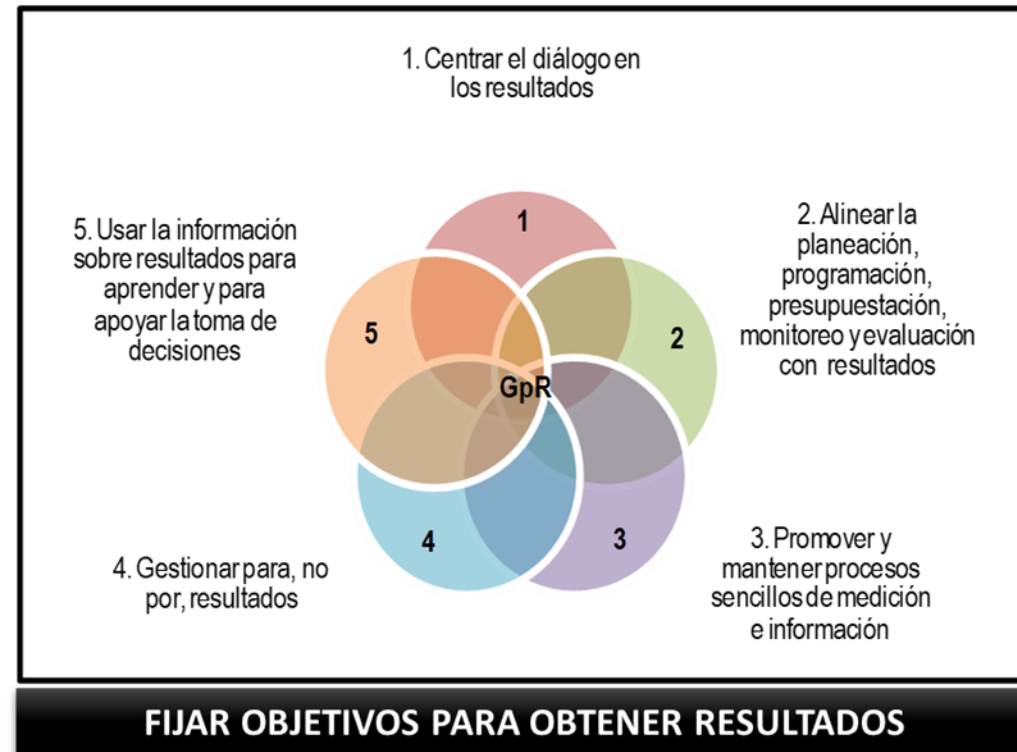 1. Centrar el diálogo en
los resultados
5. Usar la información
sobre resultados para
aprender y para
apoyar la toma de
decisiones
2. Alinear la
planeación,
programación,
presupuestación,
monitoreo y evaluación
con resultados
1
5
2
GpR
4
3
4. Gestionar para, no
por, resultados
3. Promover y
mantener procesos
sencillos de medición
e información
FIJAR OBJETIVOS PARA OBTENER RESULTADOS